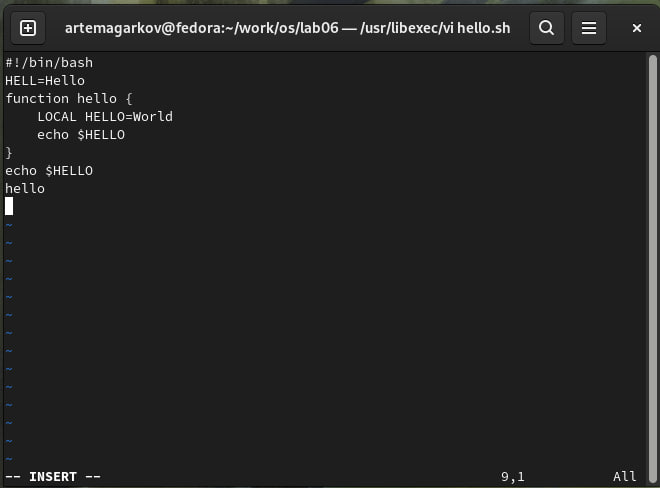 artemagarkov@fedora:~/work/os/lab06 — /usr/libexec/vi hello.sh
#!/bin/bash
HELL=Hello
function hello {
    LOCAL HELLO=World
    echo $HELLO
}
echo $HELLO
hello
~
~
~
~
~
~
~
~
~
~
~
~
~
~
-- INSERT -- 9,1 All